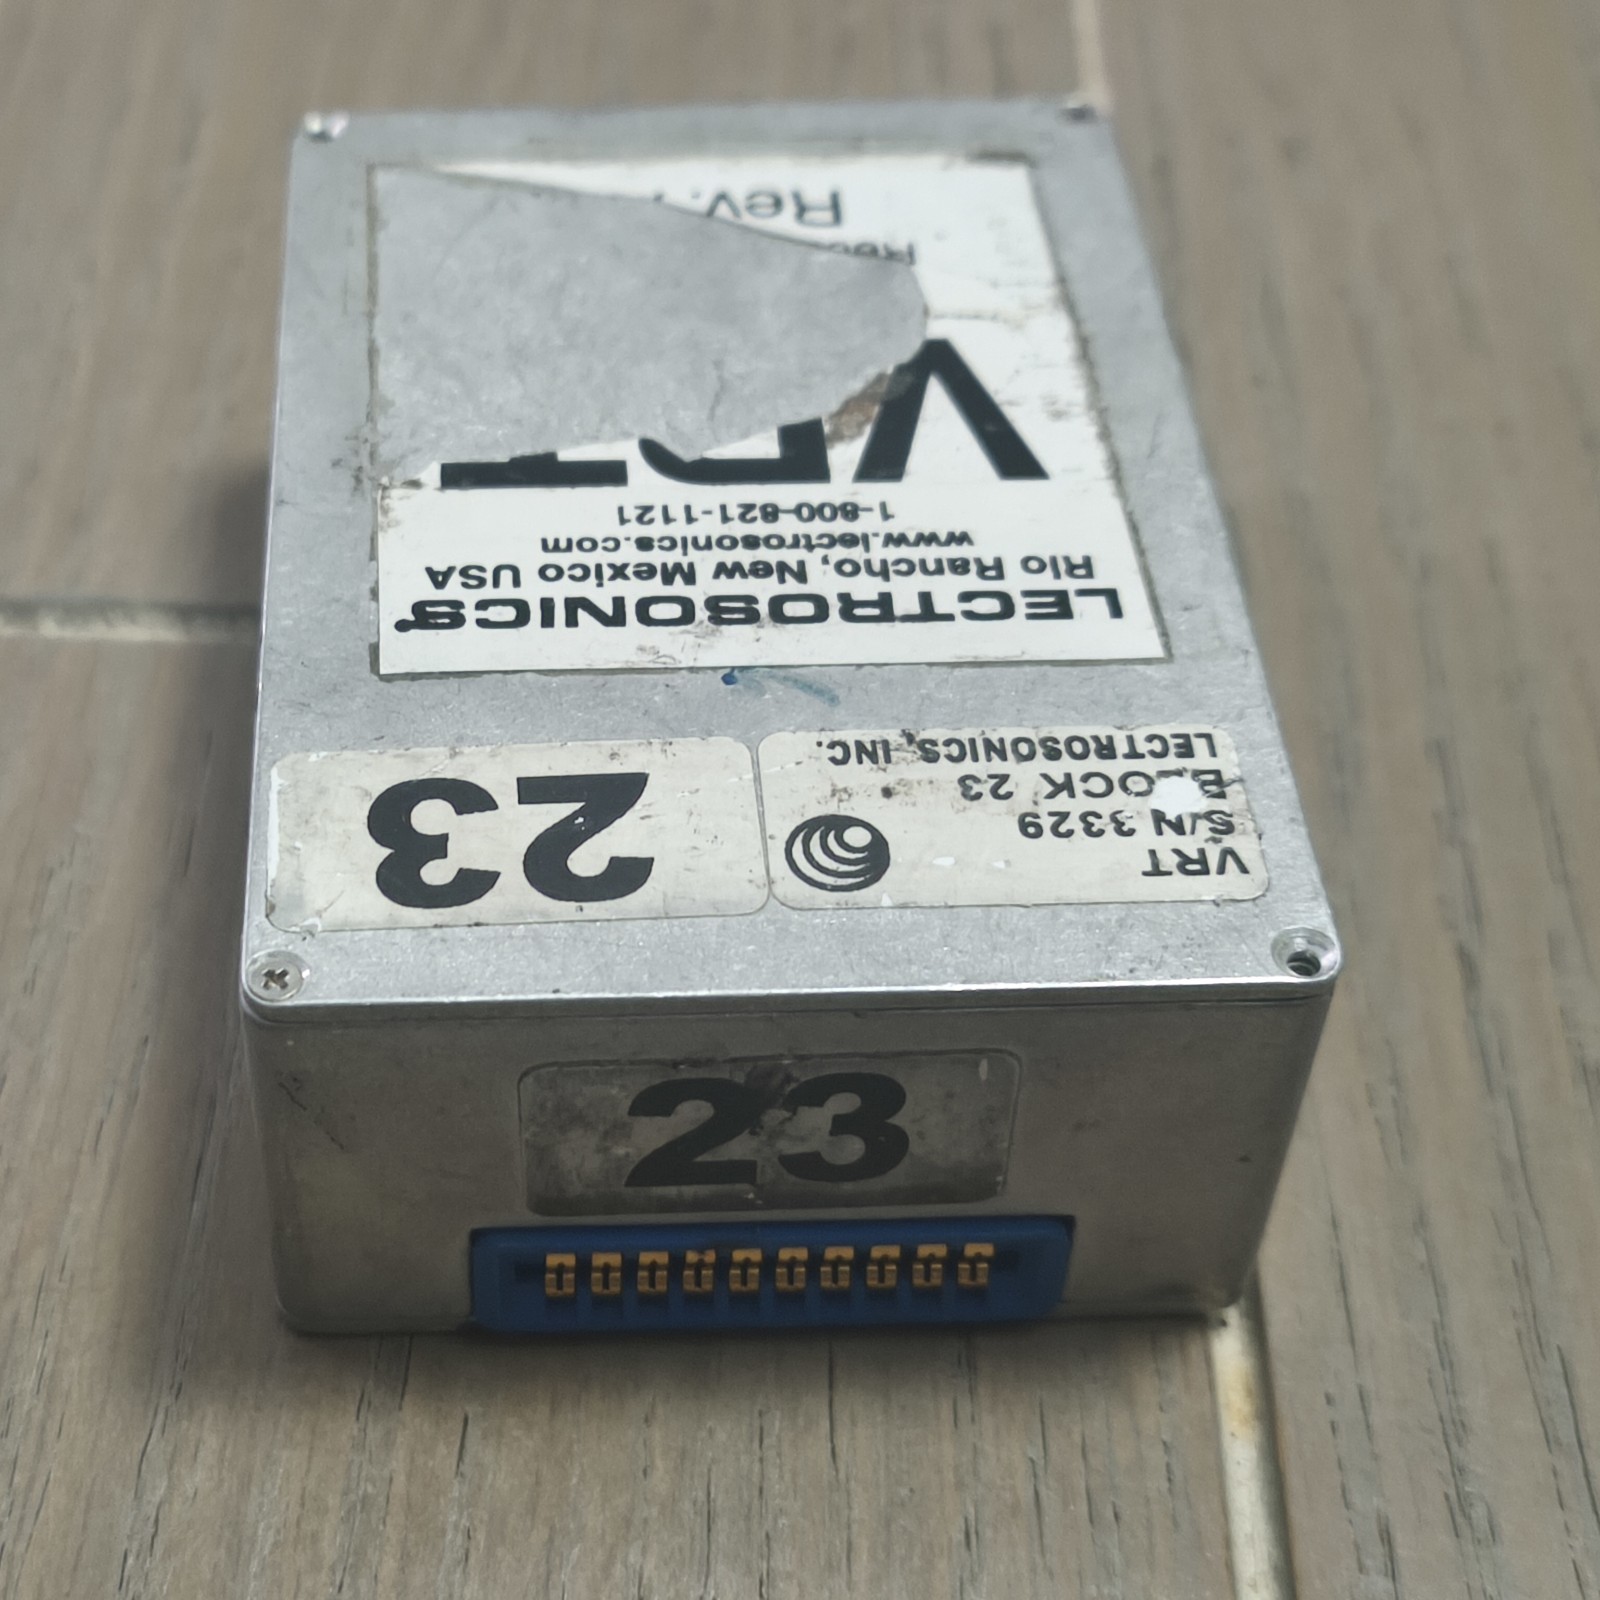 LECTROSONICS
Rio Rancho, New Mexico USA
www.lectrosonics.com
1-800-821-1121
VRT
Rev.
VRT
S/N 3329
BLOCK 23
LECTROSONICS, INC.
23
23